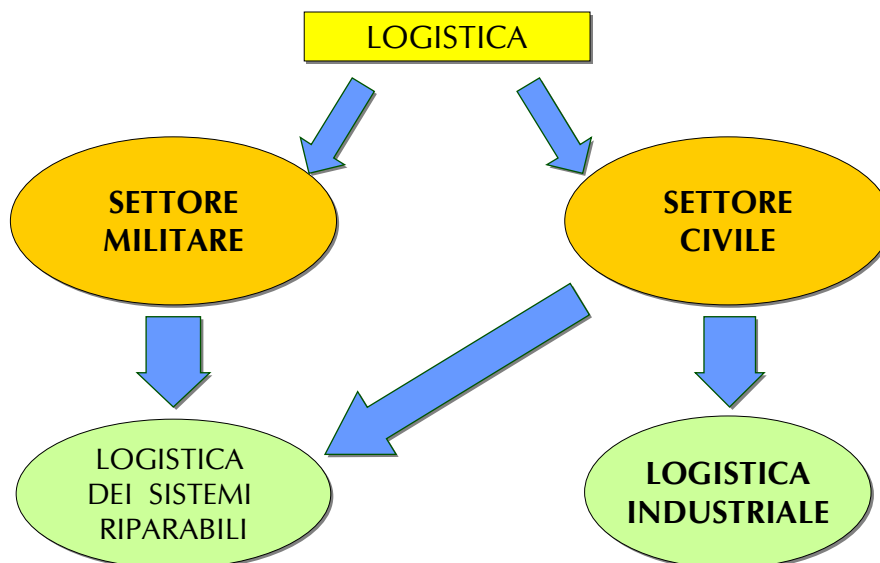 LOGISTICA
SETTORE
MILITARE
SETTORE
CIVILE
LOGISTICA
DEI SISTEMI
RIPARABILI
LOGISTICA
INDUSTRIALE